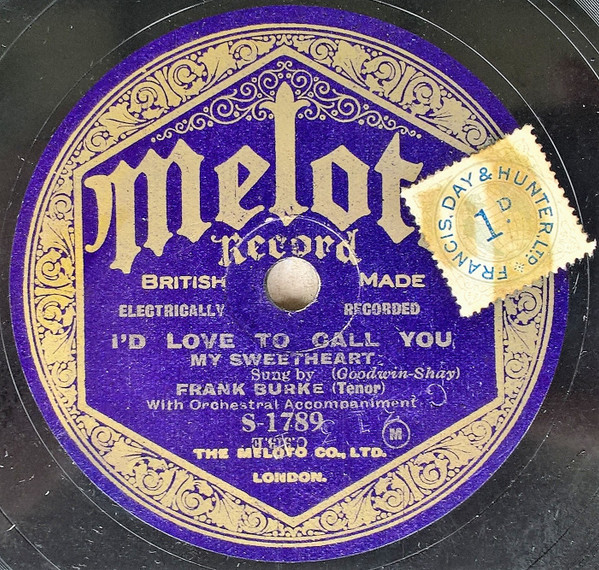 Melot
Record
BRITISH MADE
ELECTRICALLY RECORDED
I'D LOVE TO CALL YOU
MY SWEETHEART
Sung by (Goodwin-Shay)
FRANK BURKE (Tenor)
With Orchestral Accompaniment
S-1789
M
THE MELOTO CO., LTD.
LONDON.
FRANCIS, DAY & HUNTER LTD.
1D.